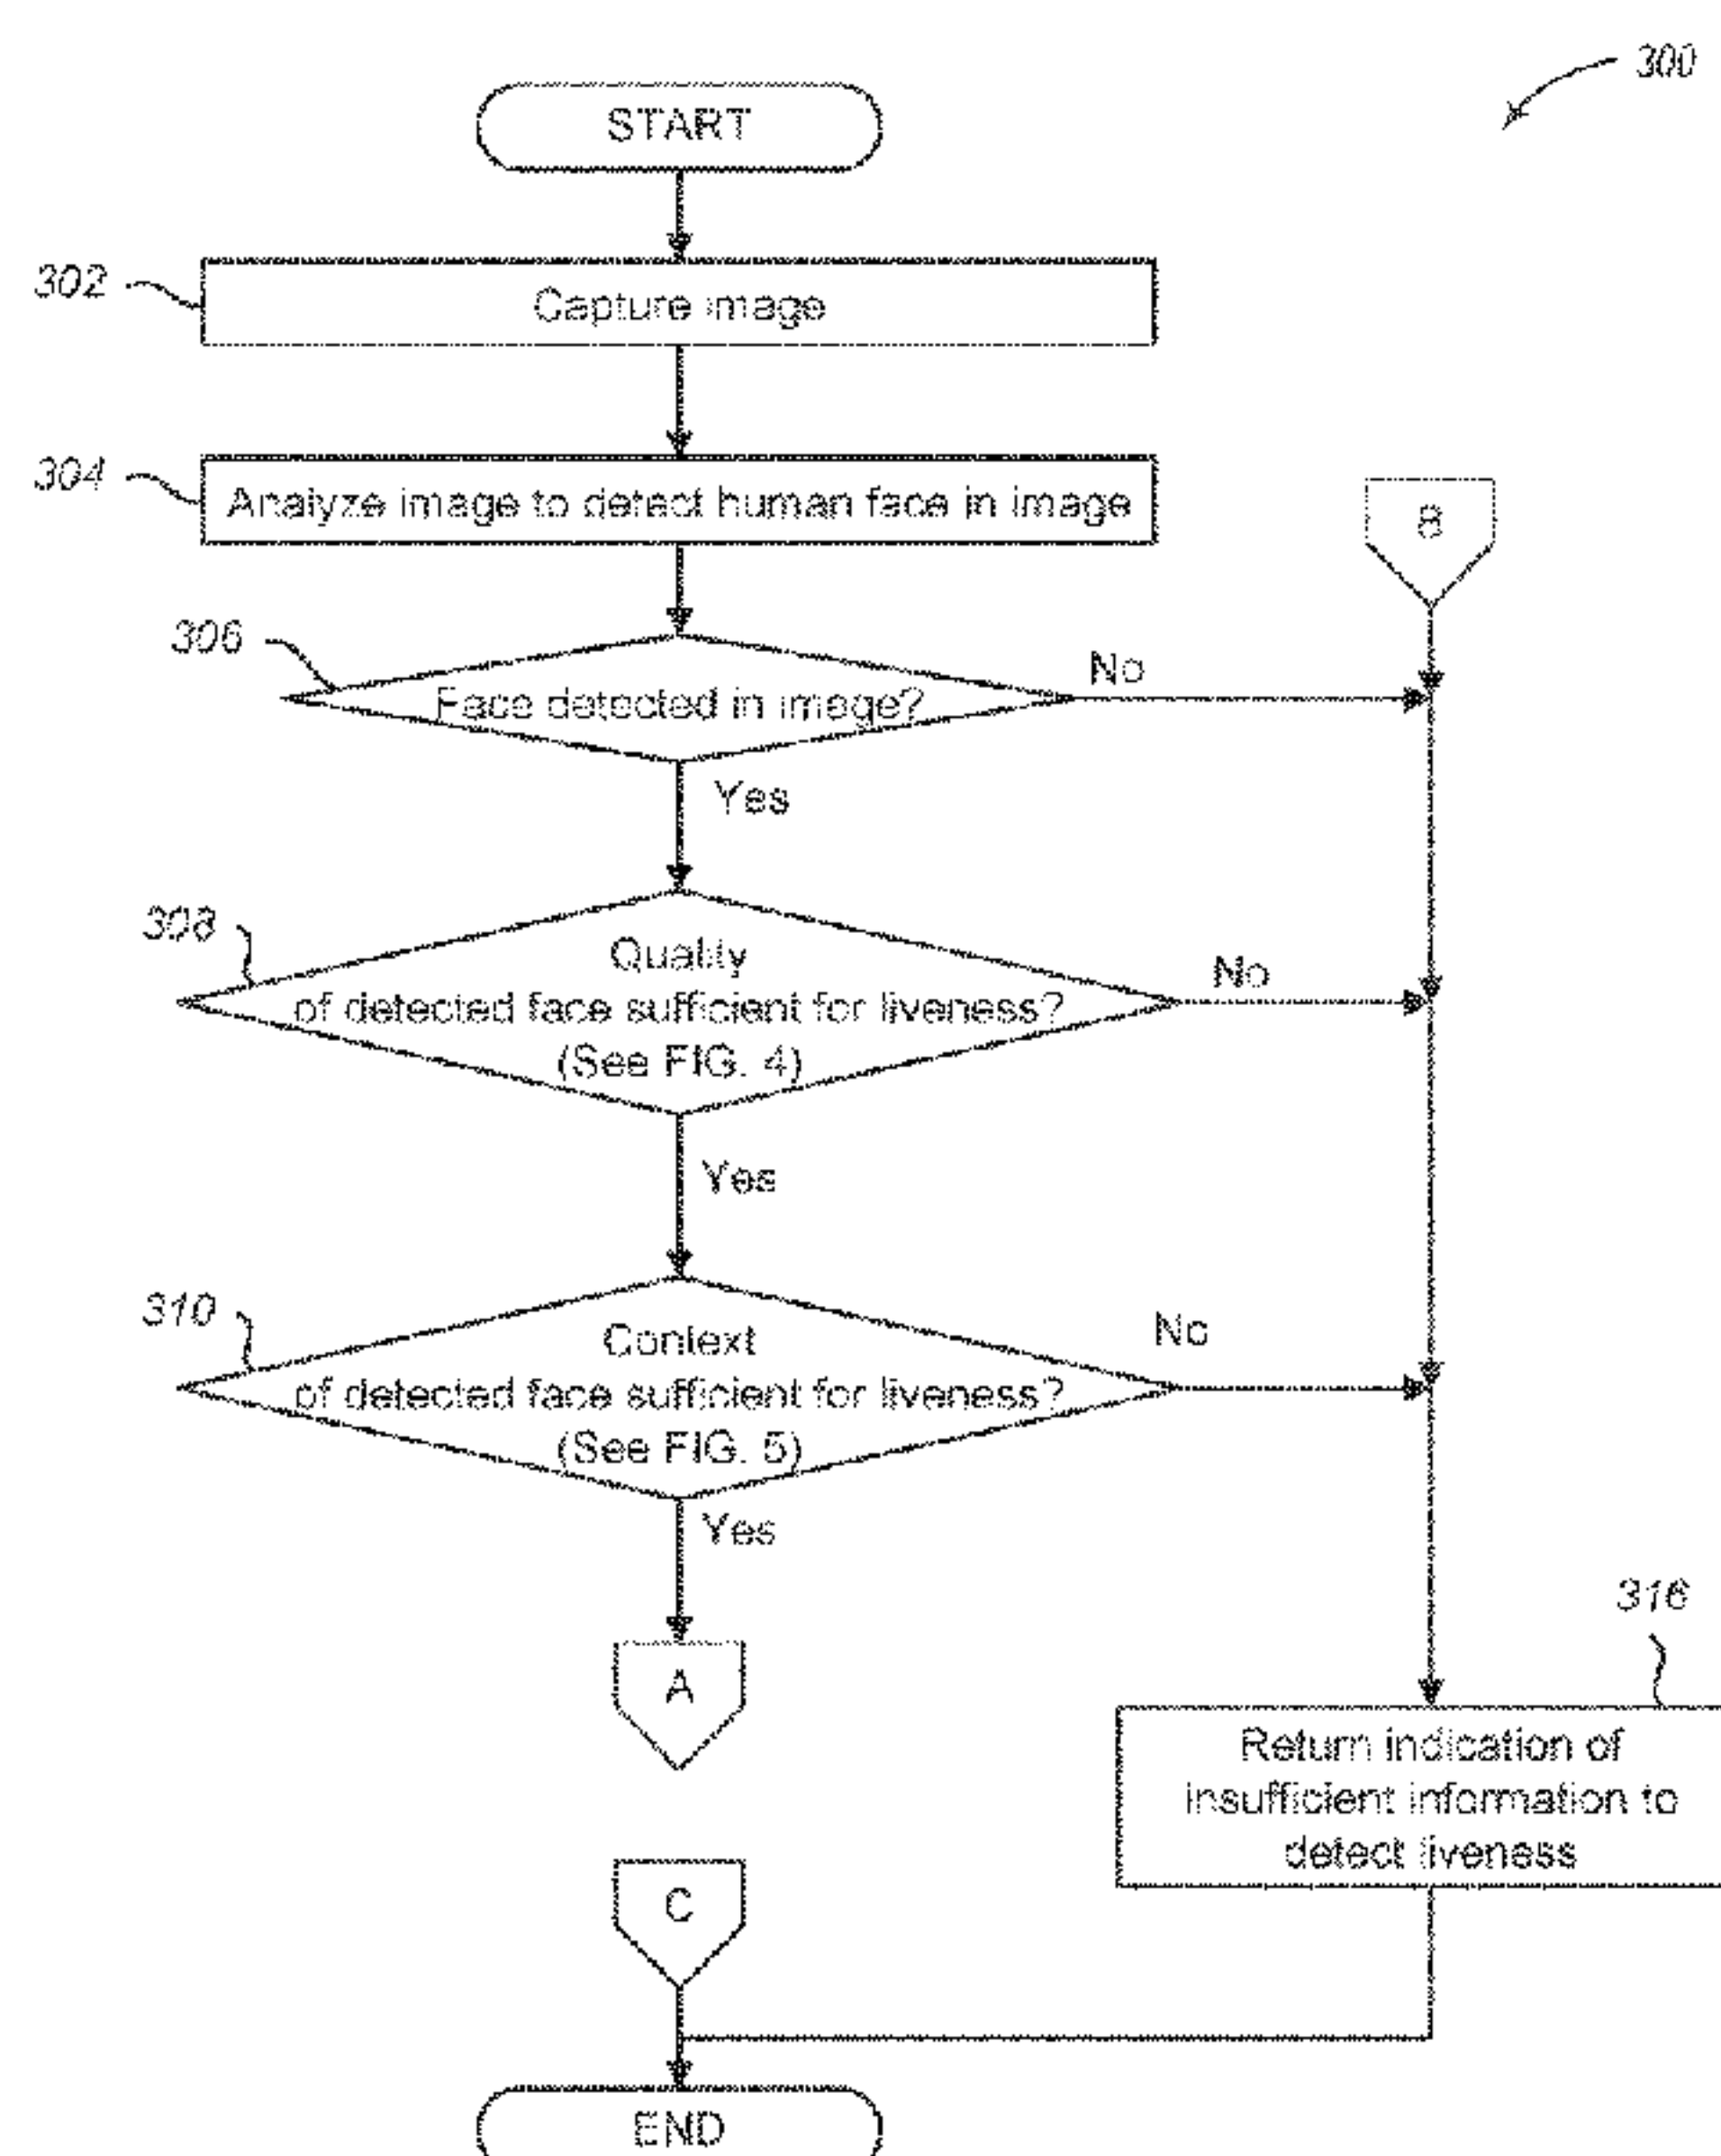 300
START
302
Capture image
304
Analyze image to detect human face in image
B
306
Face detected in image?
No
Yes
308
Quality
of detected face sufficient for liveness?
(See FIG. 4)
No
Yes
310
Context
of detected face sufficient for liveness?
(See FIG. 5)
No
Yes
A
316
Return indication of
insufficient information to
detect liveness
C
END